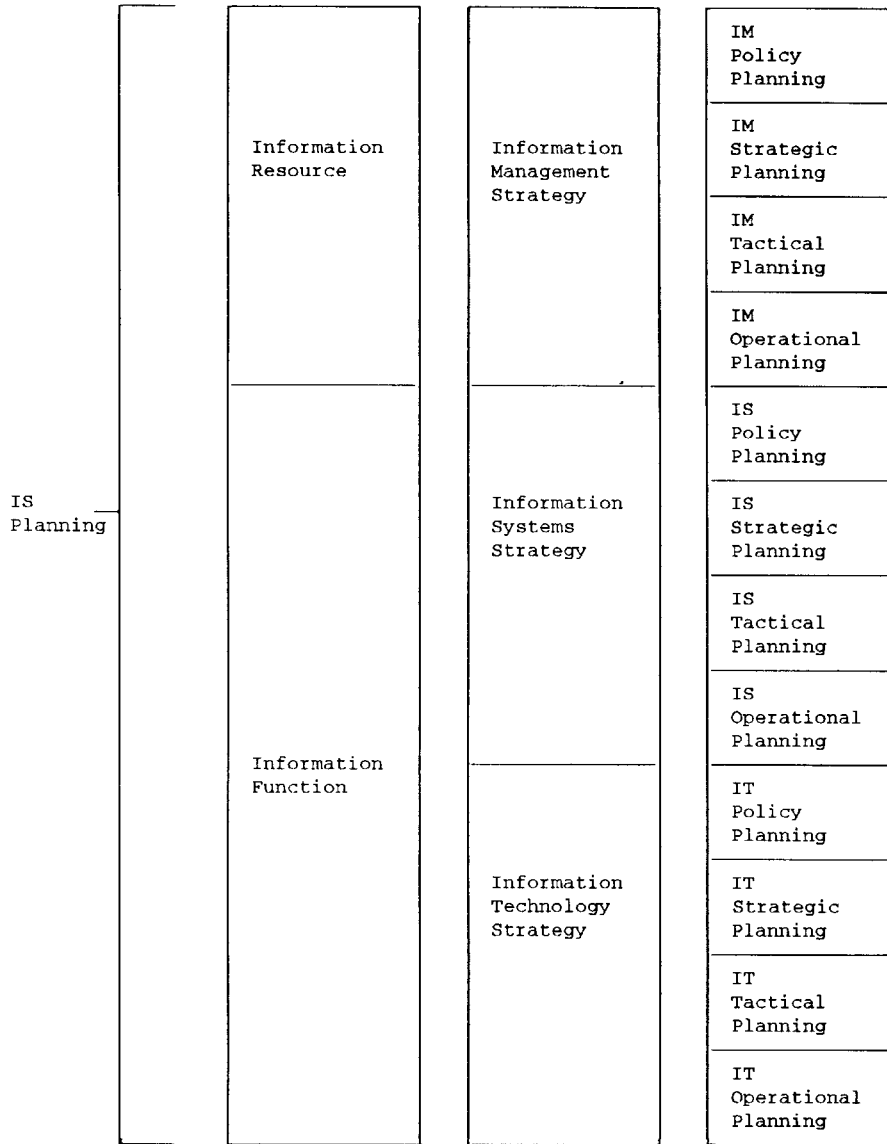 IS
Planning
Information
Resource
Information
Function
Information
Management
Strategy
Information
Systems
Strategy
Information
Technology
Strategy
IM
Policy
Planning
IM
Strategic
Planning
IM
Tactical
Planning
IM
Operational
Planning
IS
Policy
Planning
IS
Strategic
Planning
IS
Tactical
Planning
IS
Operational
Planning
IT
Policy
Planning
IT
Strategic
Planning
IT
Tactical
Planning
IT
Operational
Planning